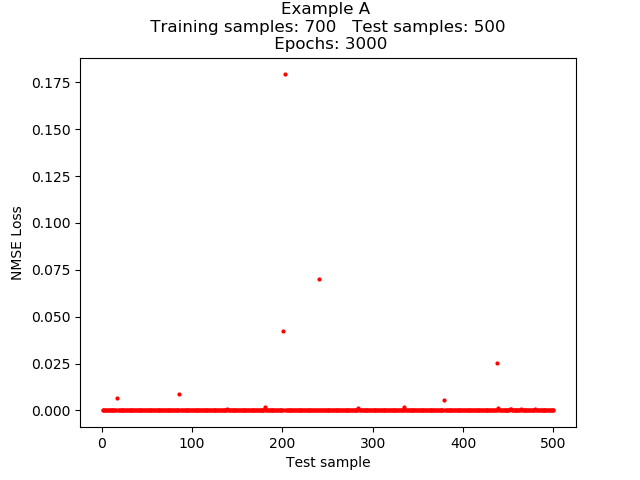 Example A
Training samples: 700   Test samples: 500
Epochs: 3000
0.175
0.150
0.125
0.100
0.075
0.050
0.025
0.000
NMSE Loss
0 100 200 300 400 500
Test sample